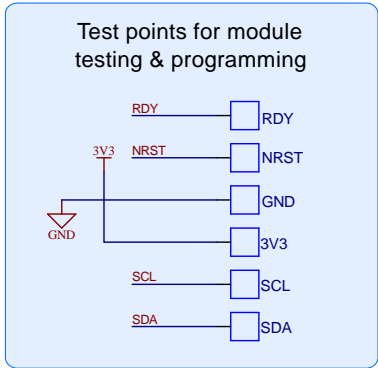 Test points for module
testing & programming
RDY
RDY
3V3
NRST
NRST
GND
GND
3V3
SCL
SCL
SDA
SDA